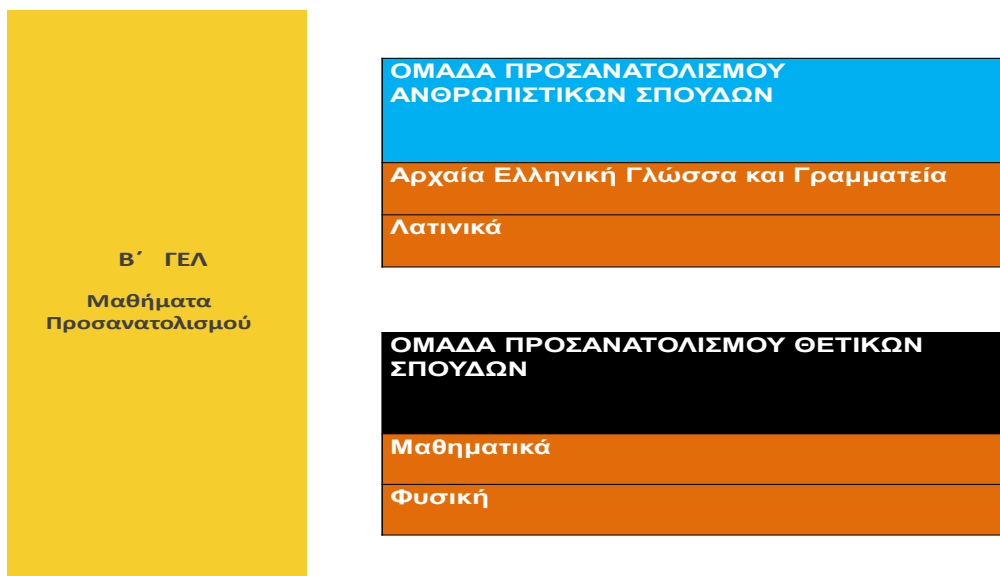 Β΄ ΓΕΛ
Μαθήματα
Προσανατολισμού
ΟΜΑΔΑ ΠΡΟΣΑΝΑΤΟΛΙΣΜΟΥ
ΑΝΘΡΩΠΙΣΤΙΚΩΝ ΣΠΟΥΔΩΝ
Αρχαία Ελληνική Γλώσσα και Γραμματεία
Λατινικά
ΟΜΑΔΑ ΠΡΟΣΑΝΑΤΟΛΙΣΜΟΥ ΘΕΤΙΚΩΝ
ΣΠΟΥΔΩΝ
Μαθηματικά
Φυσική